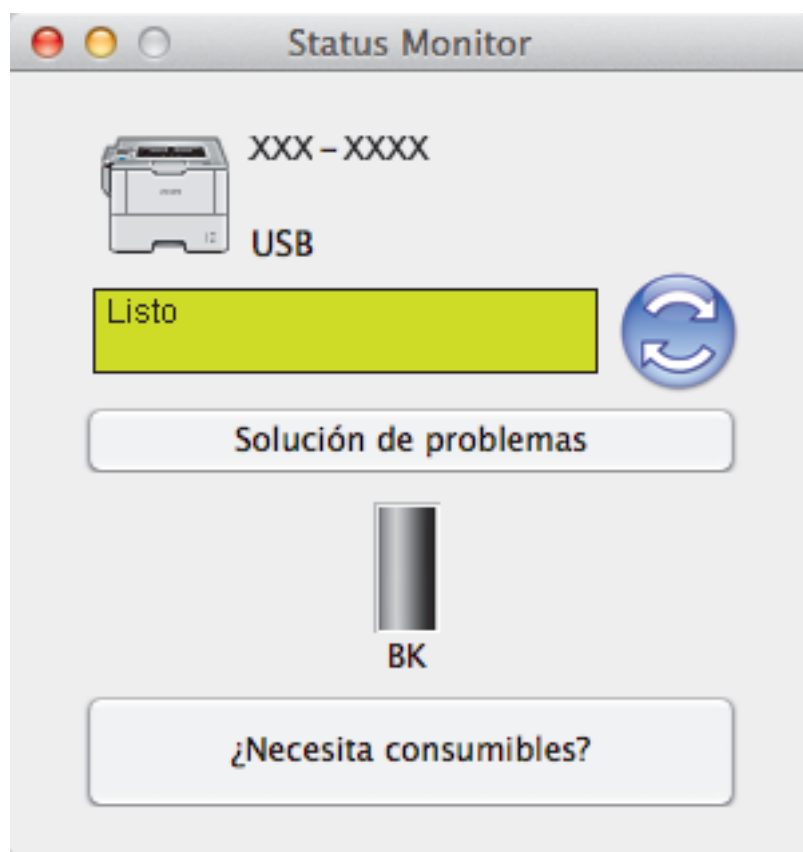 Status Monitor
XXX-XXXX
USB
Listo
Solución de problemas
BK
¿Necesita consumibles?